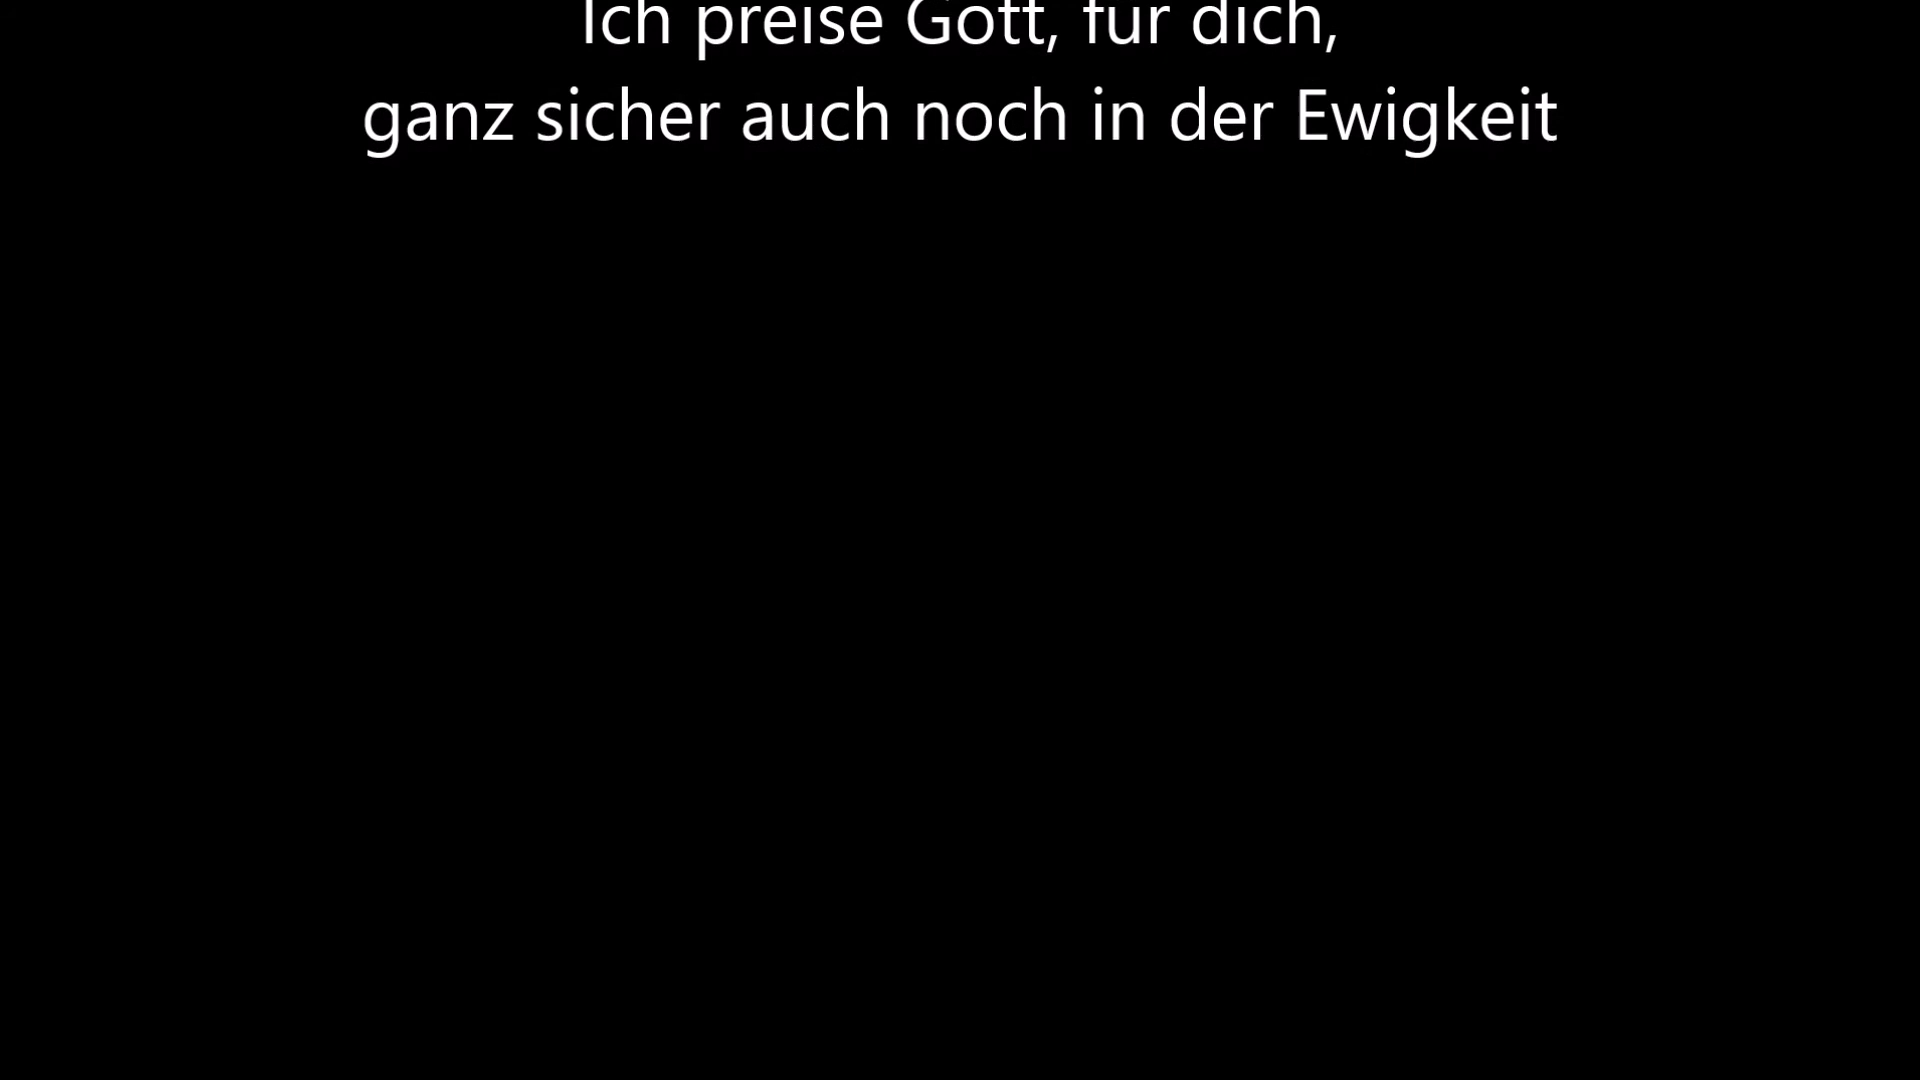 Ich preise Gott, für dich,
ganz sicher auch noch in der Ewigkeit